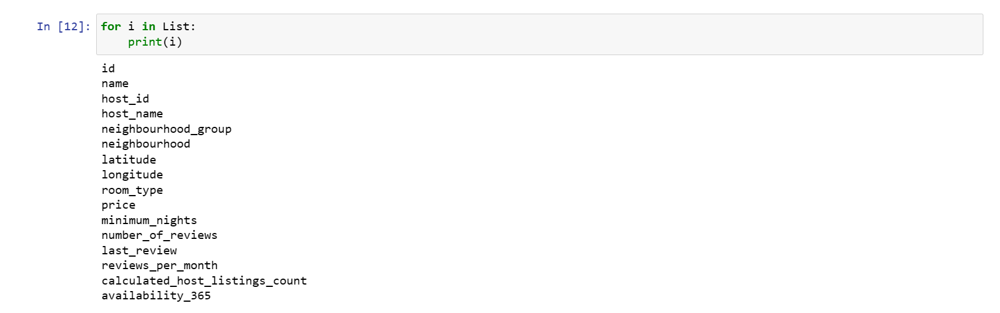 In [12]: for i in List:
    print(i)
id
name
host_id
host_name
neighbourhood_group
neighbourhood
latitude
longitude
room_type
price
minimum_nights
number_of_reviews
last_review
reviews_per_month
calculated_host_listings_count
availability_365